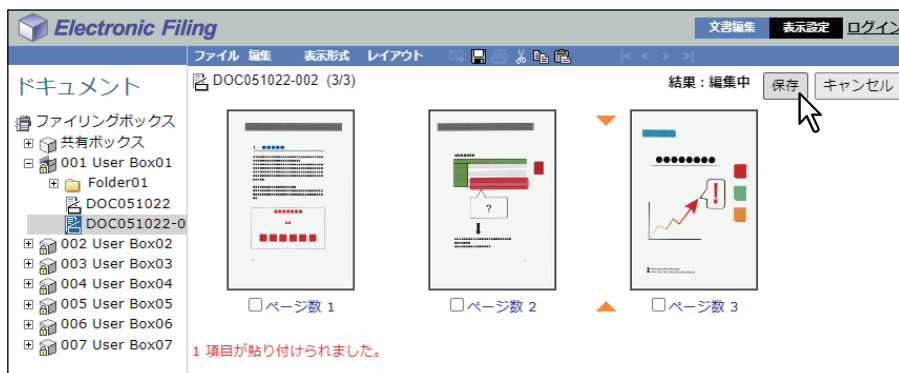 Electronic Filing
文書編集 表示設定 ログイン
ファイル 編集 表示形式 レイアウト |< < > >|
ドキュメント
DOC051022-002 (3/3) 結果：編集中 保存 キャンセル
ファイリングボックス
共有ボックス
001 User Box01
Folder01
DOC051022
DOC051022-0
002 User Box02
003 User Box03
004 User Box04
005 User Box05
006 User Box06
007 User Box07
?
!
ページ数 1 ページ数 2 ページ数 3
1 項目が貼り付けられました。